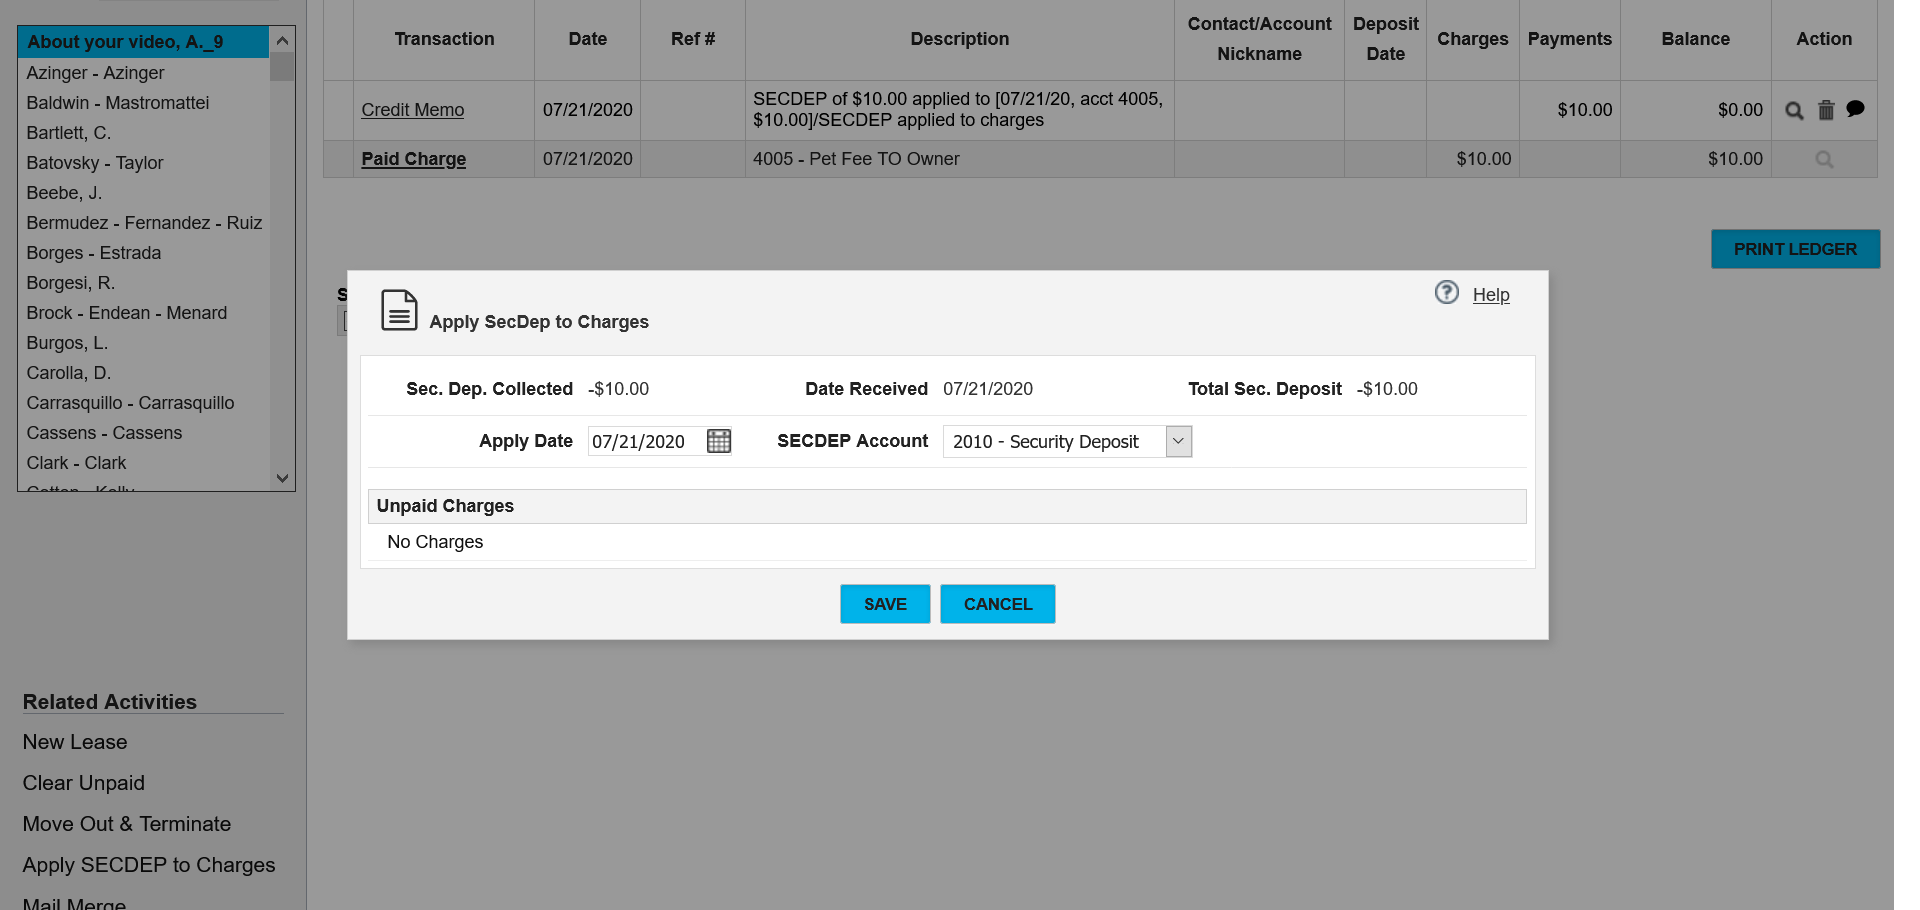 About your video, A._9
Azinger - Azinger
Baldwin - Mastromattei
Bartlett, C.
Batovsky - Taylor
Beebe, J.
Bermudez - Fernandez - Ruiz
Borges - Estrada
Borgesi, R.
Brock - Endean - Menard
Burgos, L.
Carolla, D.
Carrasquillo - Carrasquillo
Cassens - Cassens
Clark - Clark
Related Activities
New Lease
Clear Unpaid
Move Out & Terminate
Apply SECDEP to Charges
Mail Merge
Transaction Date Ref # Description Contact/Account Nickname Deposit Date Charges Payments Balance Action
Credit Memo 07/21/2020 SECDEP of $10.00 applied to [07/21/20, acct 4005, $10.00]/SECDEP applied to charges $10.00 $0.00
Paid Charge 07/21/2020 4005 - Pet Fee TO Owner $10.00 $10.00
PRINT LEDGER
Help
Apply SecDep to Charges
Sec. Dep. Collected -$10.00 Date Received 07/21/2020 Total Sec. Deposit -$10.00
Apply Date 07/21/2020 SECDEP Account 2010 - Security Deposit
Unpaid Charges
No Charges
SAVE CANCEL